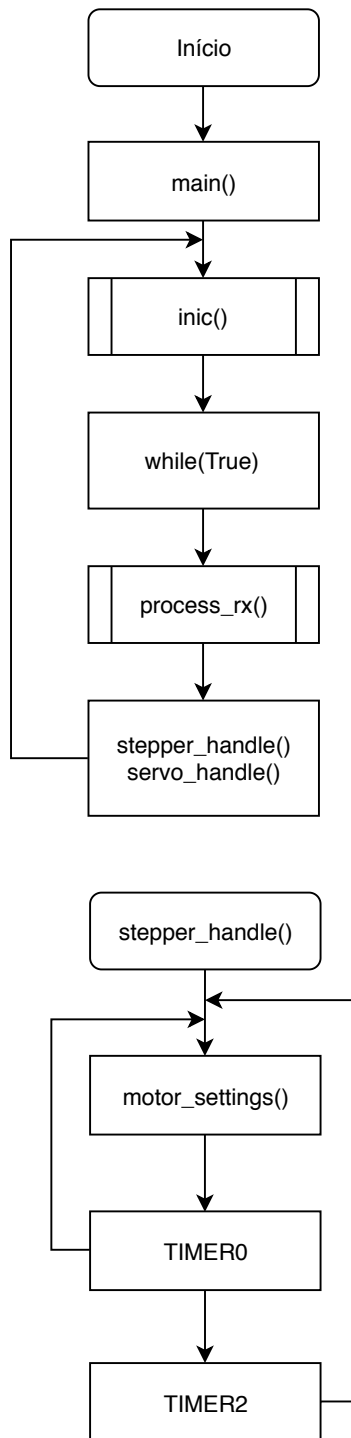 Início
main()
inic()
while(True)
process_rx()
stepper_handle()
servo_handle()
stepper_handle()
motor_settings()
TIMER0
TIMER2